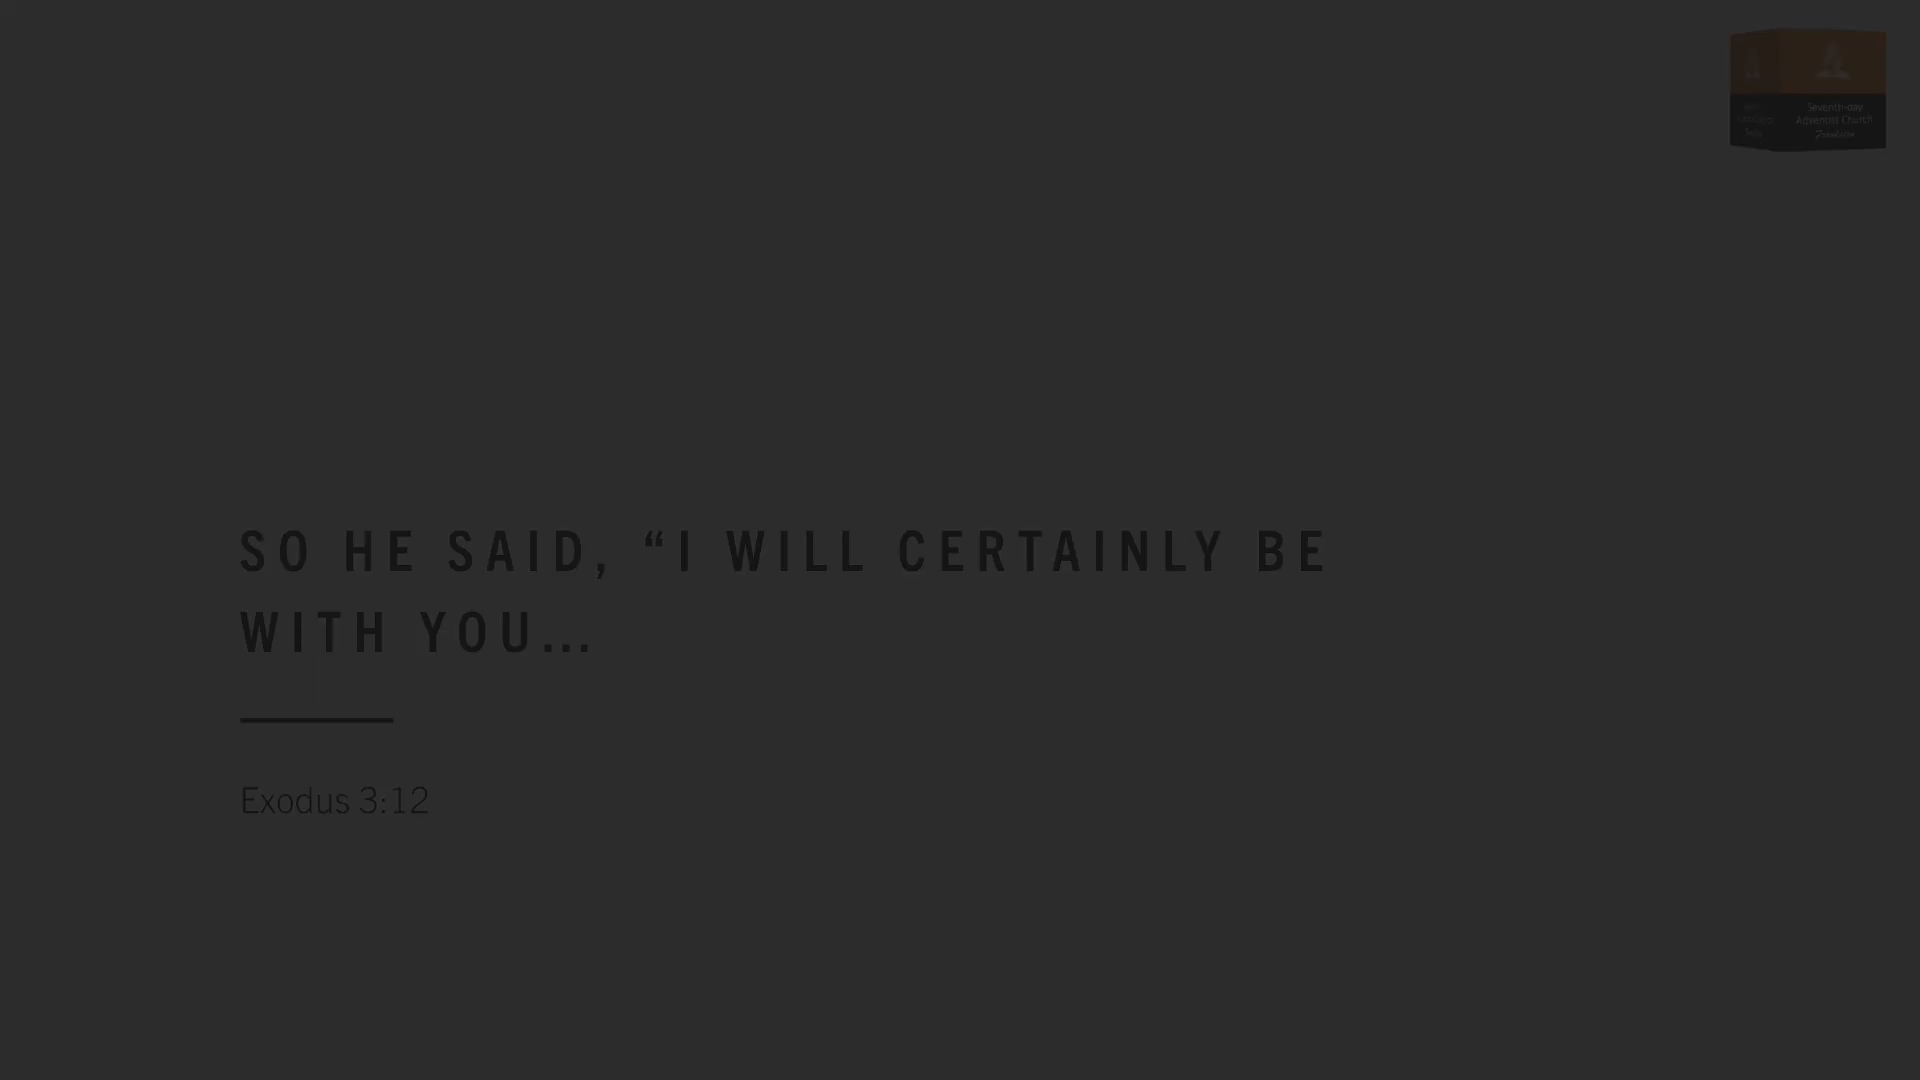 SO HE SAID, “I WILL CERTAINLY BE
WITH YOU...
Exodus 3:12
Seventh-day
Adventist Church